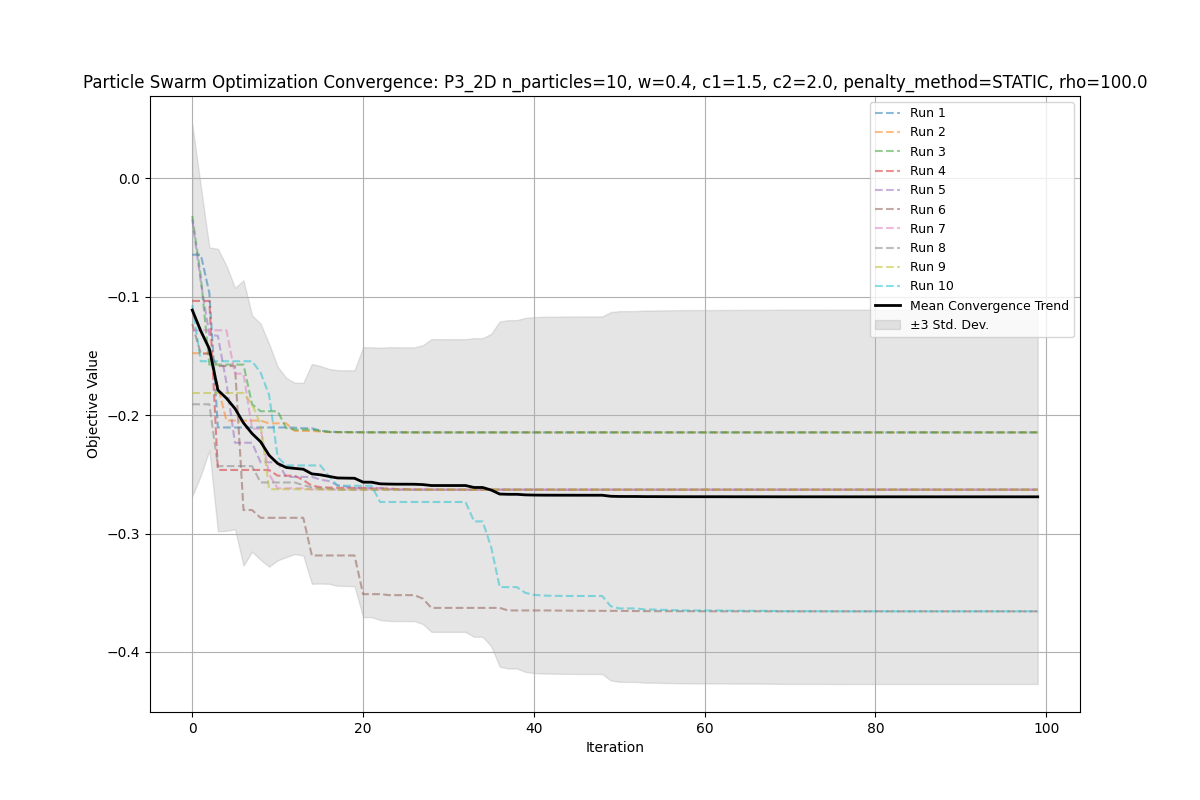 Particle Swarm Optimization Convergence: P3_2D n_particles=10, w=0.4, c1=1.5, c2=2.0, penalty_method=STATIC, rho=100.0
Run 1
Run 2
Run 3
Run 4
Run 5
Run 6
Run 7
Run 8
Run 9
Run 10
Mean Convergence Trend
±3 Std. Dev.
Objective Value
0.0
−0.1
−0.2
−0.3
−0.4
0 20 40 60 80 100
Iteration